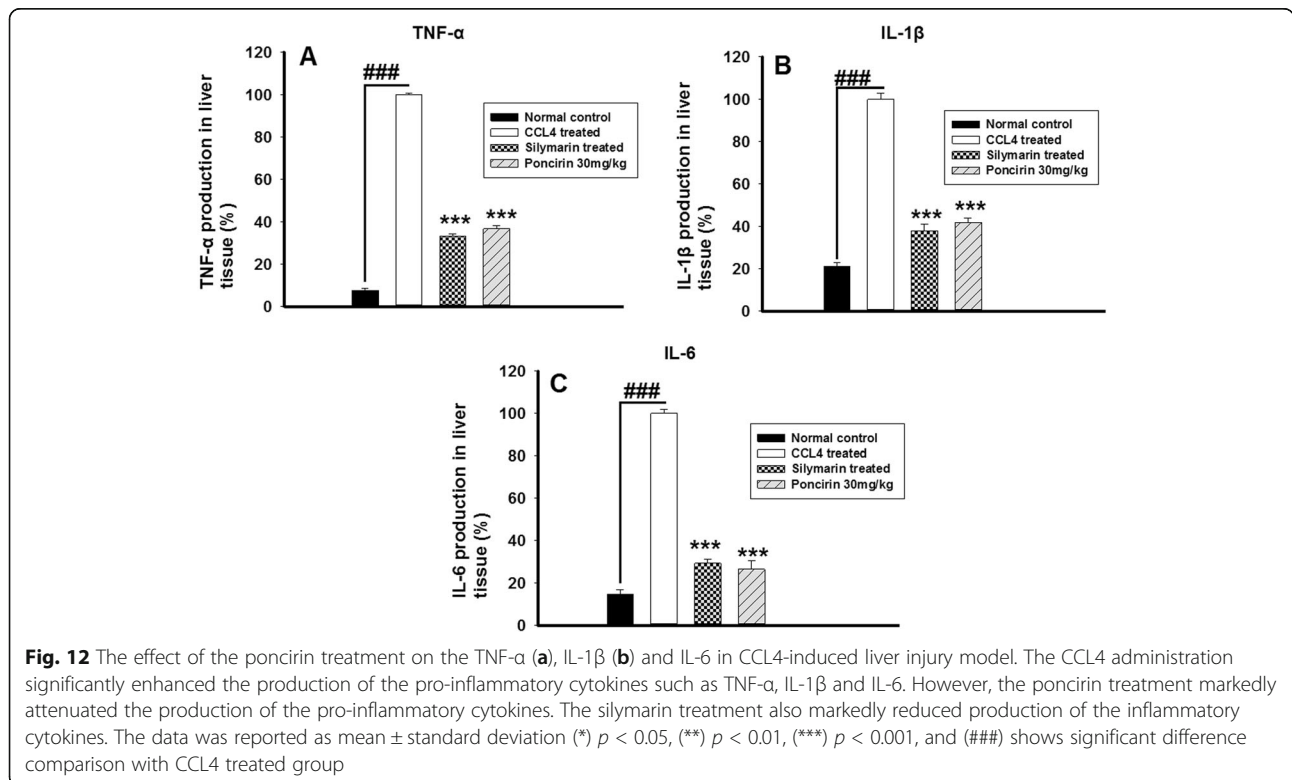 TNF-α
A
###
120
100
80
60
40
20
0
TNF-α production in liver
tissue (%)
Normal control
CCL4 treated
Silymarin treated
Poncirin 30mg/kg
***
***
IL-1β
B
###
120
100
80
60
40
20
0
IL-1β production in liver
tissue (%)
Normal control
CCL4 treated
Silymarin treated
Poncirin 30mg/kg
***
***
IL-6
C
###
120
100
80
60
40
20
0
IL-6 production in liver
tissue (%)
Normal control
CCL4 treated
Silymarin treated
Poncirin 30mg/kg
***
***
Fig. 12 The effect of the poncirin treatment on the TNF-α (a), IL-1β (b) and IL-6 in CCL4-induced liver injury model. The CCL4 administration
significantly enhanced the production of the pro-inflammatory cytokines such as TNF-α, IL-1β and IL-6. However, the poncirin treatment markedly
attenuated the production of the pro-inflammatory cytokines. The silymarin treatment also markedly reduced production of the inflammatory
cytokines. The data was reported as mean ± standard deviation (*) p < 0.05, (**) p < 0.01, (***) p < 0.001, and (###) shows significant difference
comparison with CCL4 treated group